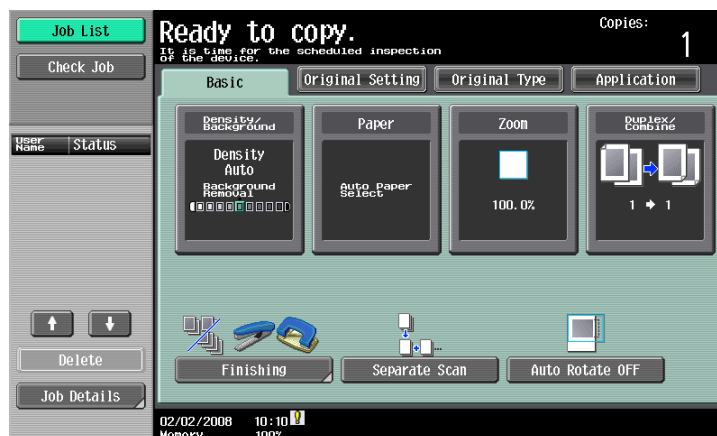 Job List
Check Job
User Name
Status
Delete
Job Details
Ready to copy.
It is time for the scheduled inspection
of the device.
Copies:
1
Basic
Original Setting
Original Type
Application
Density/
Background
Density
Auto
Background
Removal
Paper
Auto Paper
Select
Zoom
100.0%
Duplex/
Combine
1 → 1
Finishing
Separate Scan
Auto Rotate OFF
02/02/2008 10:10
Memory 100%